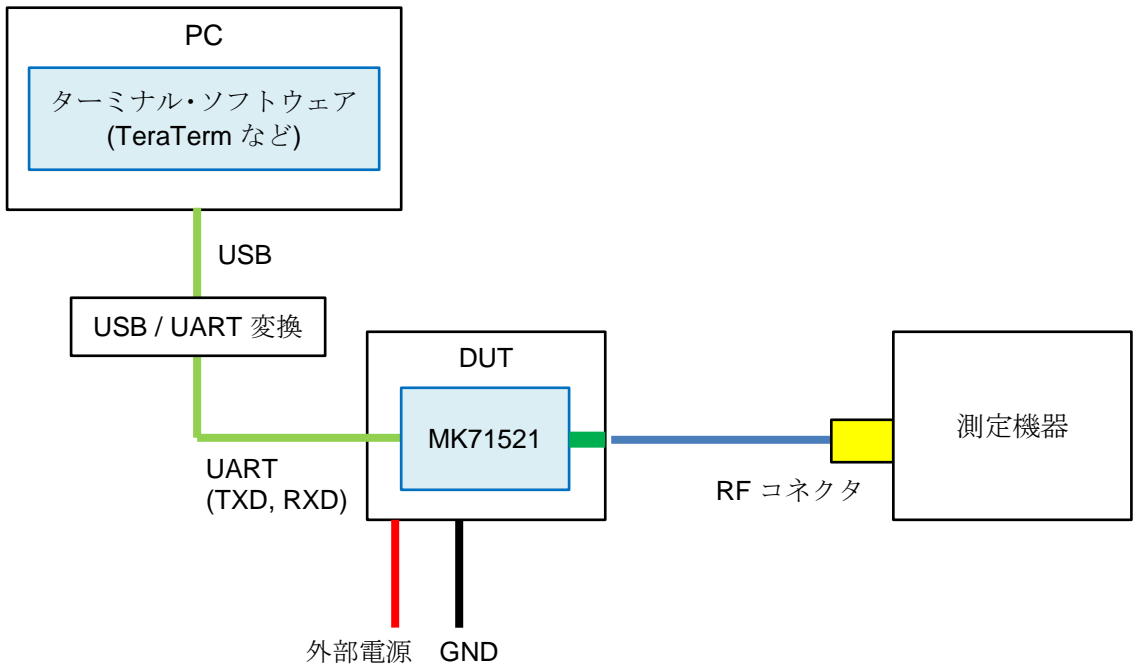 PC
ターミナル・ソフトウェア
(TeraTerm など)
USB
USB / UART 変換
DUT
MK71521
測定機器
UART
(TXD, RXD)
RF コネクタ
外部電源
GND